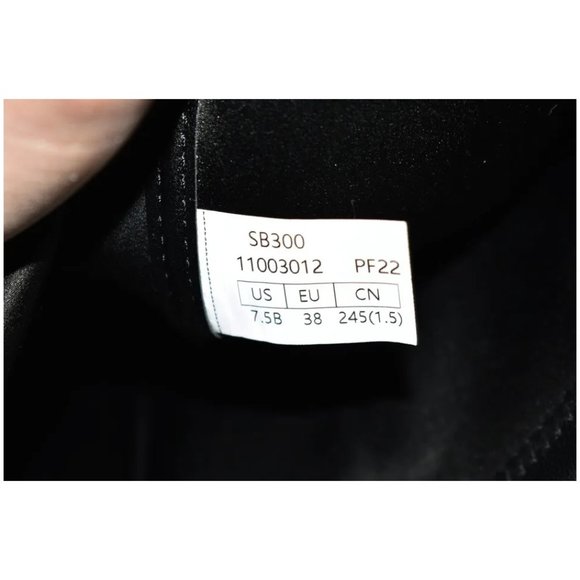 SB300
11003012 PF22
US EU CN
7.5B 38 245(1.5)